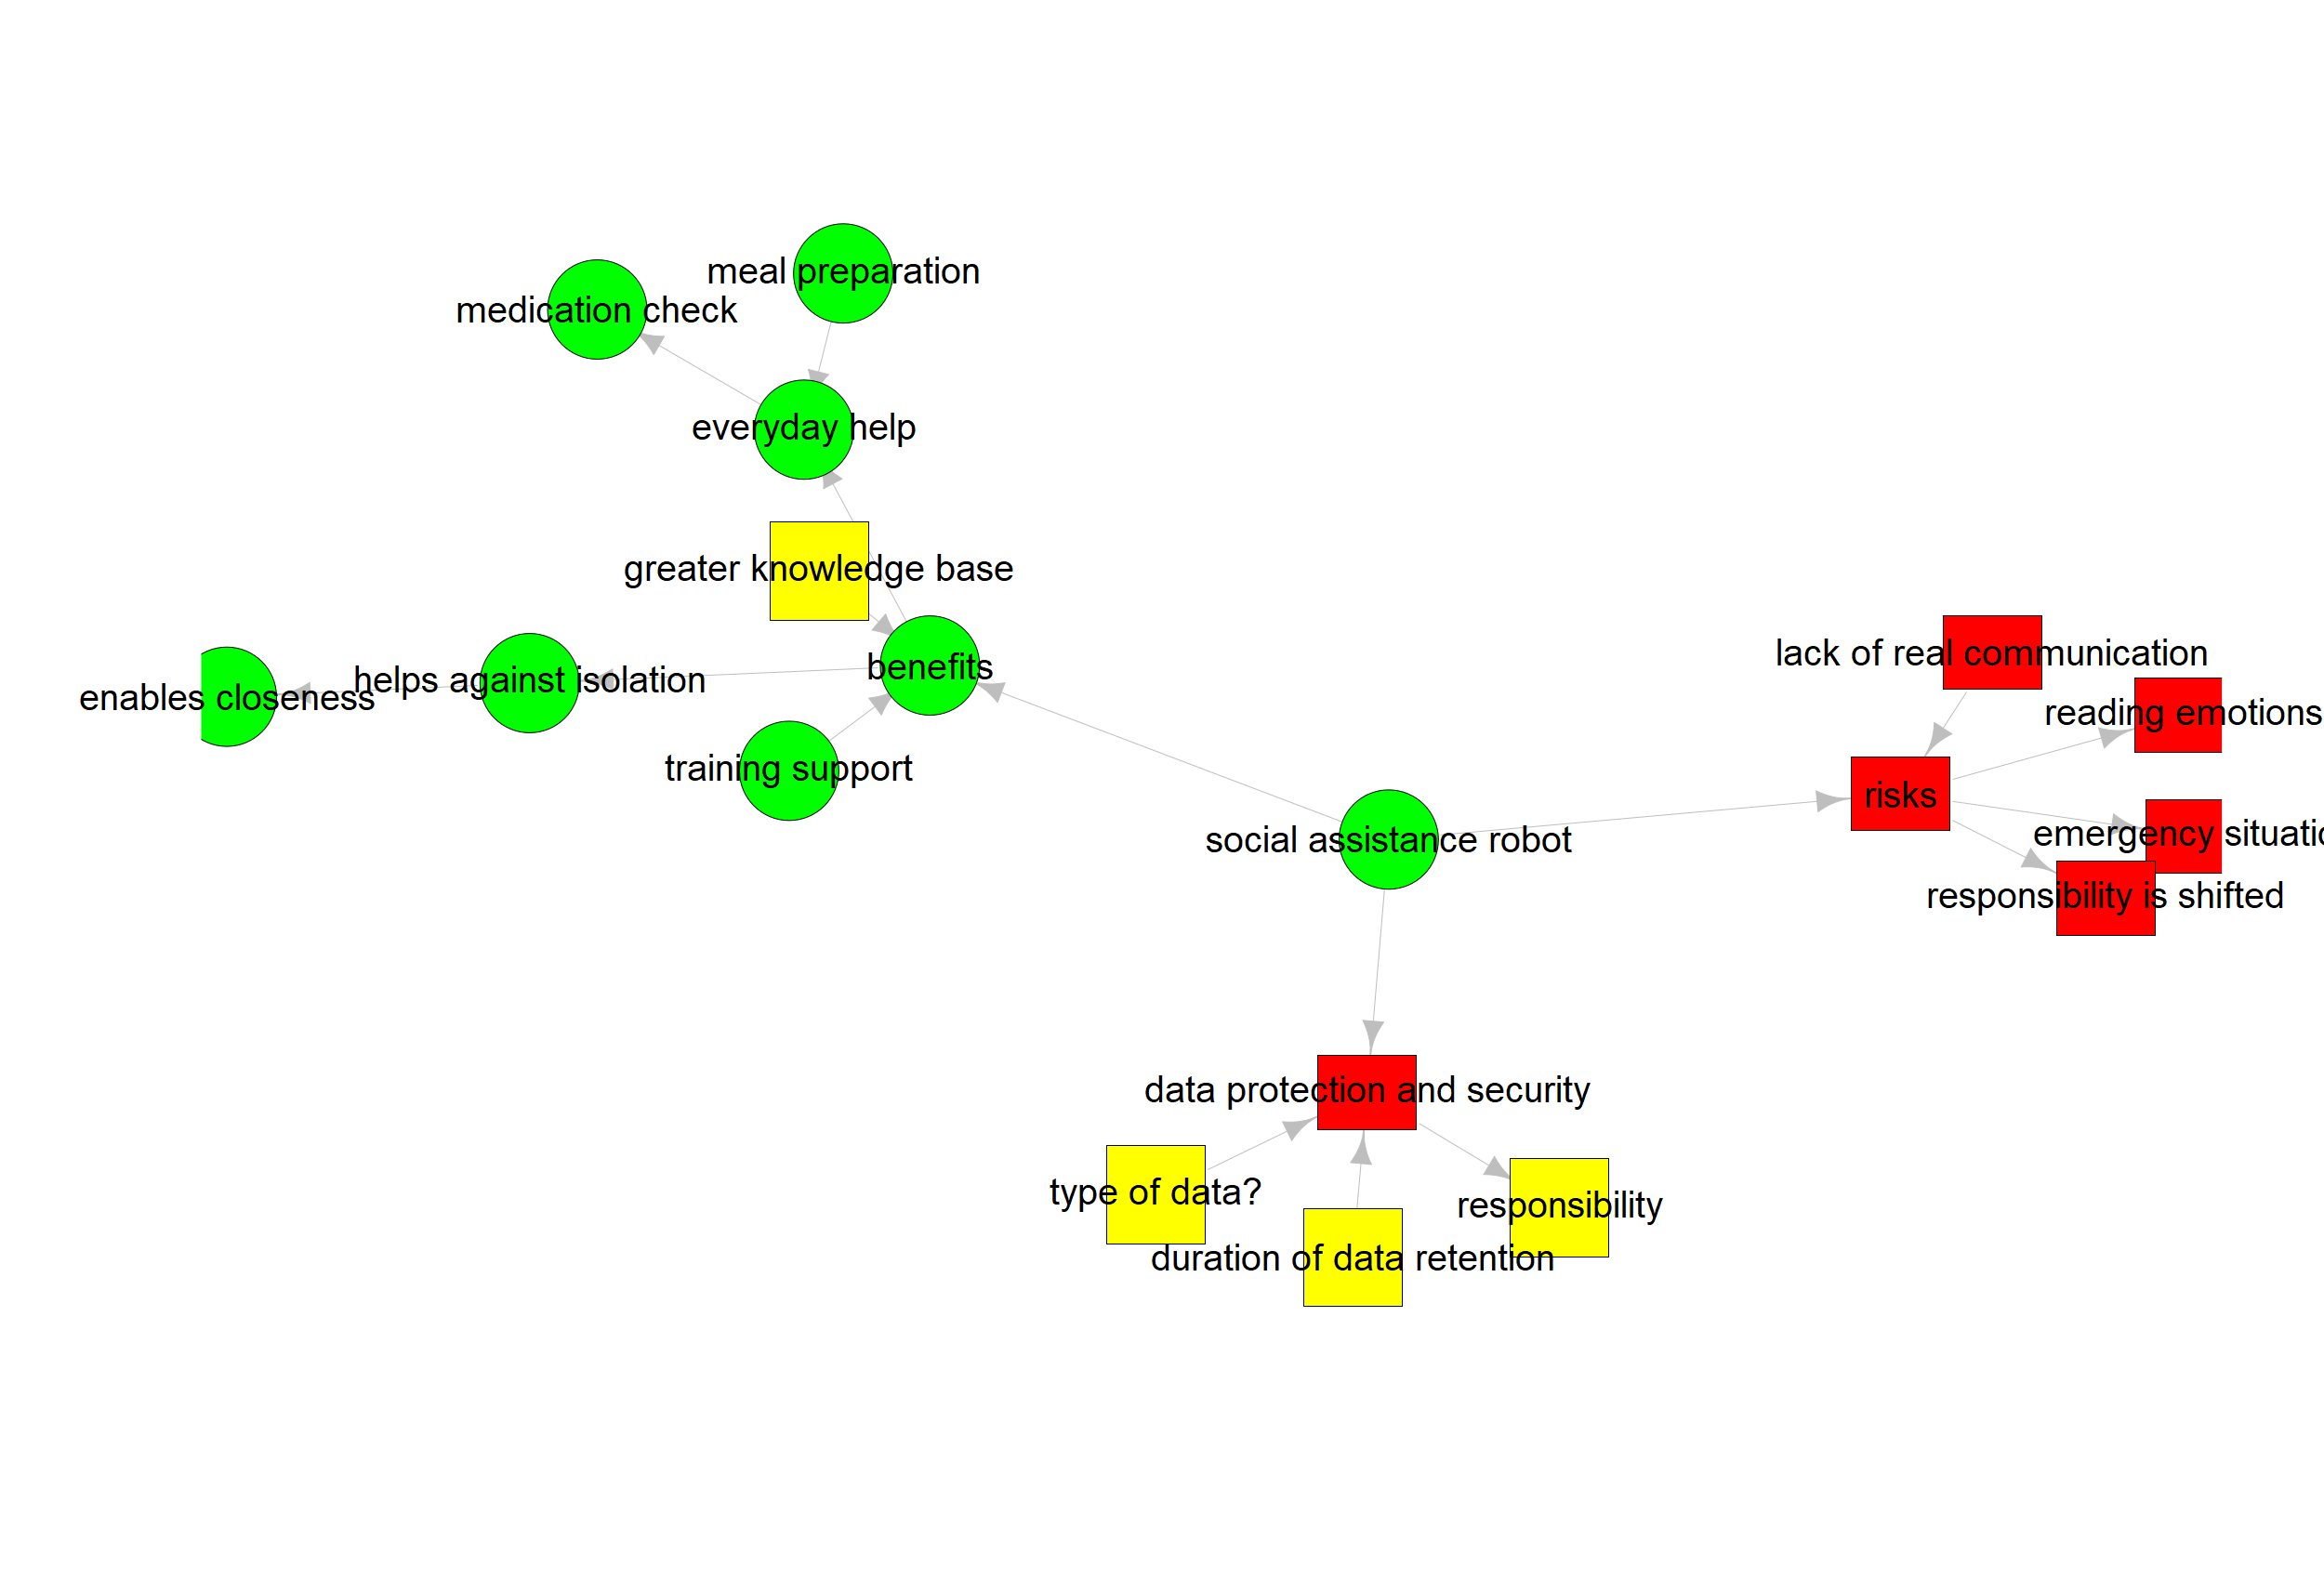 meal preparation
medication check
everyday help
greater knowledge base
benefits
helps against isolation
enables closeness
training support
social assistance robot
lack of real communication
reading emotions
risks
emergency situatio
responsibility is shifted
data protection and security
type of data?
responsibility
duration of data retention